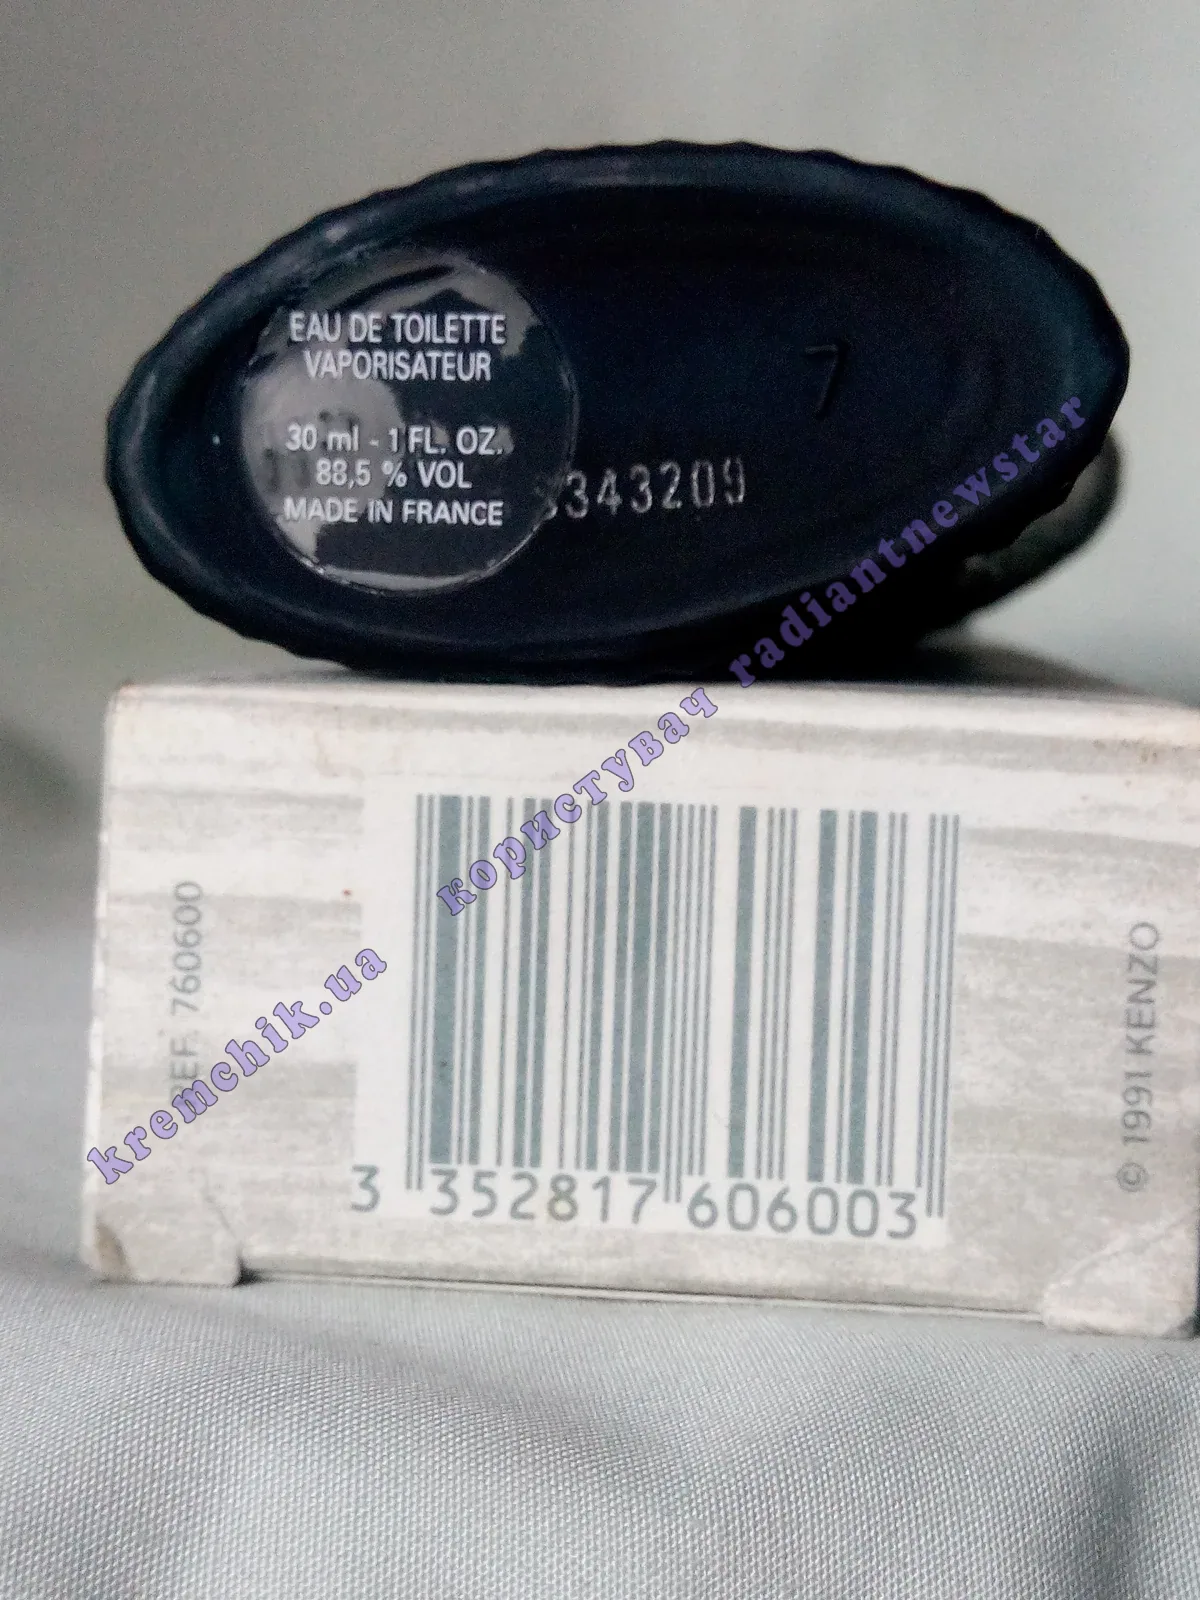 EAU DE TOILETTE
VAPORISATEUR
30 ml - 1 FL. OZ.
88,5 % VOL
MADE IN FRANCE
343209
7
REF. 760600
3 352817 606003
© 1991 KENZO
kremchik.ua користувач radiantnewstar